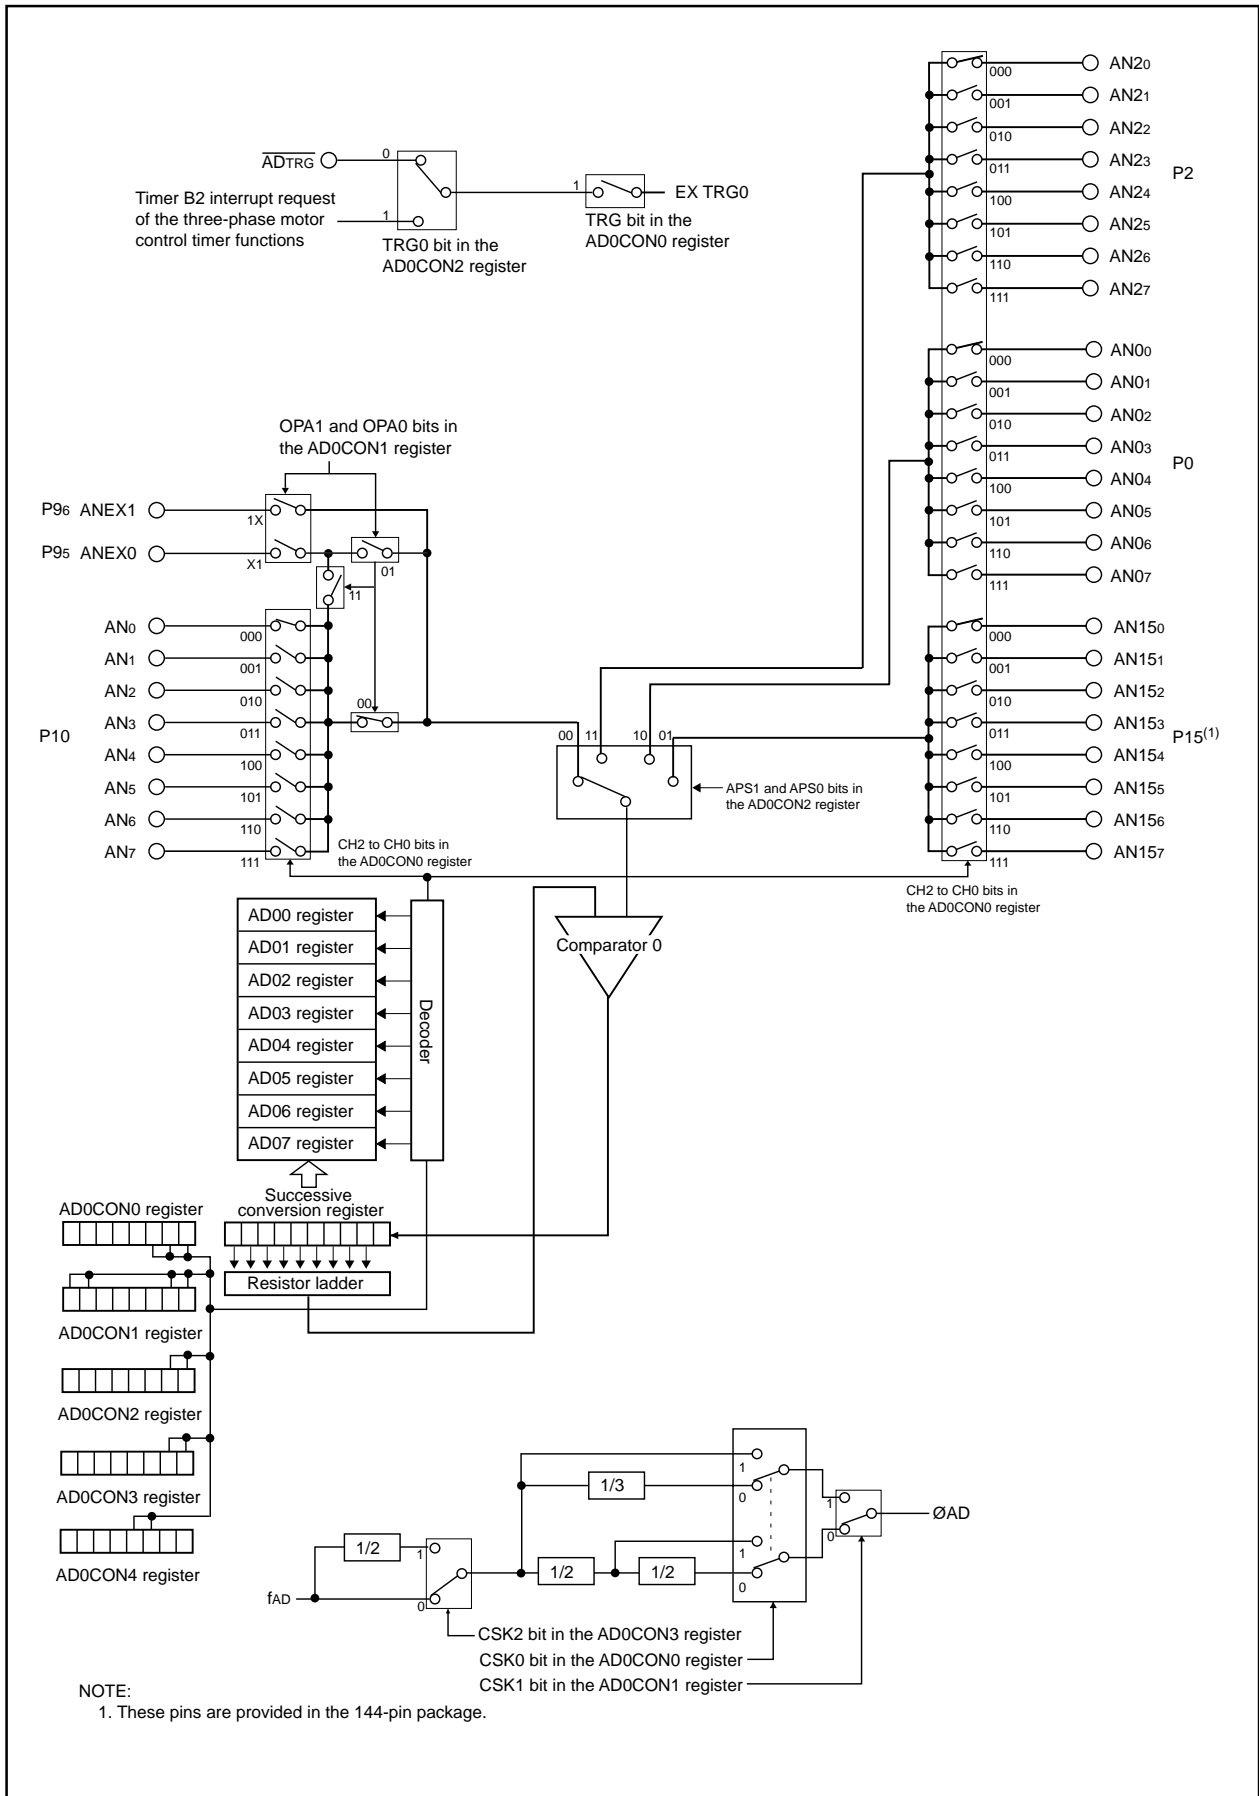 ADTRG
0
Timer B2 interrupt request
of the three-phase motor
control timer functions
1
TRG0 bit in the
AD0CON2 register
1
EX TRG0
TRG bit in the
AD0CON0 register
000 AN20
001 AN21
010 AN22
011 AN23
P2
100 AN24
101 AN25
110 AN26
111 AN27
000 AN00
001 AN01
010 AN02
011 AN03
P0
100 AN04
101 AN05
110 AN06
111 AN07
000 AN150
001 AN151
010 AN152
011 AN153
P15(1)
100 AN154
101 AN155
110 AN156
111 AN157
CH2 to CH0 bits in
the AD0CON0 register
OPA1 and OPA0 bits in
the AD0CON1 register
P96 ANEX1
1X
P95 ANEX0
X1
01
11
00
P10
AN0 000
AN1 001
AN2 010
AN3 011
AN4 100
AN5 101
AN6 110
AN7 111
CH2 to CH0 bits in
the AD0CON0 register
00 11 10 01
APS1 and APS0 bits in
the AD0CON2 register
Comparator 0
AD00 register
AD01 register
AD02 register
AD03 register
AD04 register
AD05 register
AD06 register
AD07 register
Decoder
Successive
conversion register
Resistor ladder
AD0CON0 register
AD0CON1 register
AD0CON2 register
AD0CON3 register
AD0CON4 register
fAD
1/2
1
0
1/3
1/2
1/2
1
0
1
0
1
0
ØAD
CSK2 bit in the AD0CON3 register
CSK0 bit in the AD0CON0 register
CSK1 bit in the AD0CON1 register
NOTE:
1. These pins are provided in the 144-pin package.